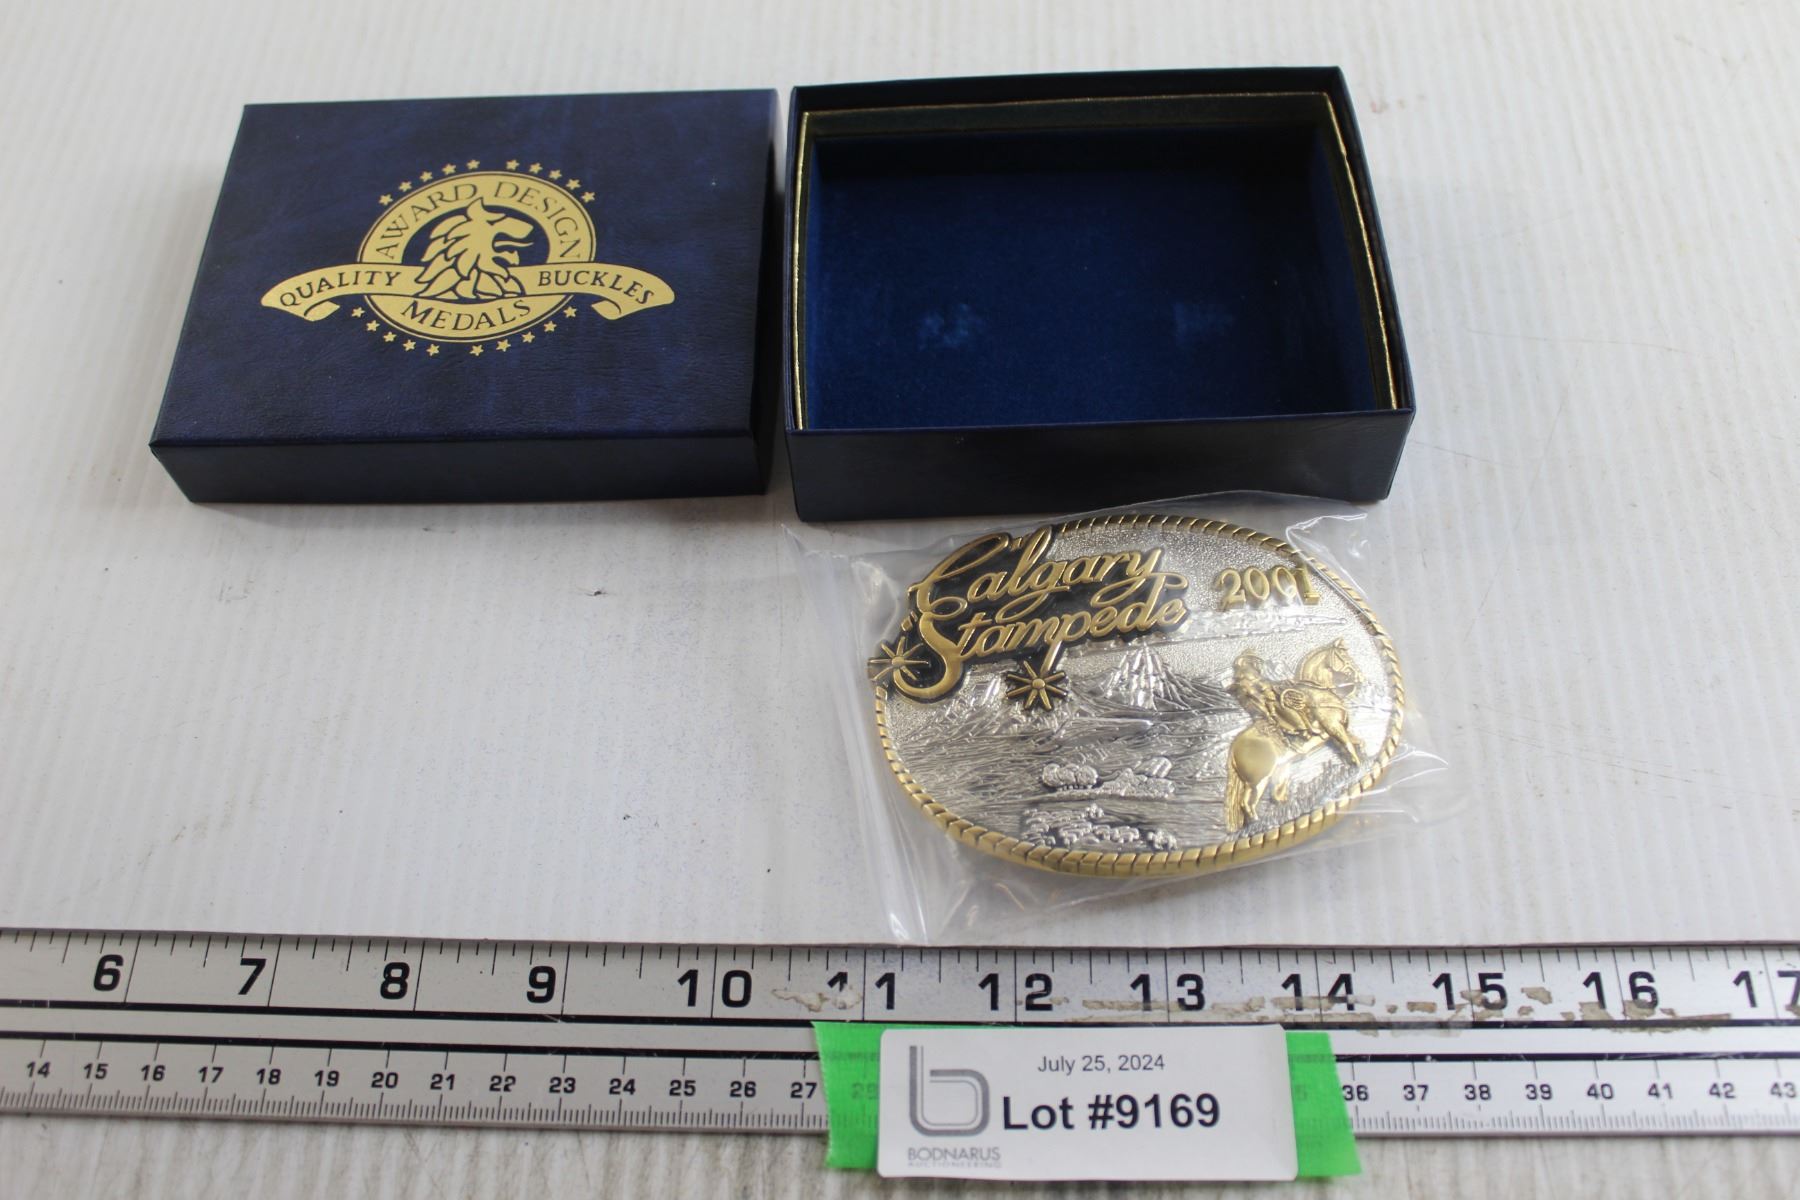 AWARD DESIGN
QUALITY BUCKLES
MEDALS
Calgary
Stampede
2001
6 7 8 9 10 11 12 13 14 15 16 17
14 15 16 17 18 19 20 21 22 23 24 25 26 27 36 37 38 39 40 41 42 43
July 25, 2024
Lot #9169
BODNARUS
AUCTIONEERING